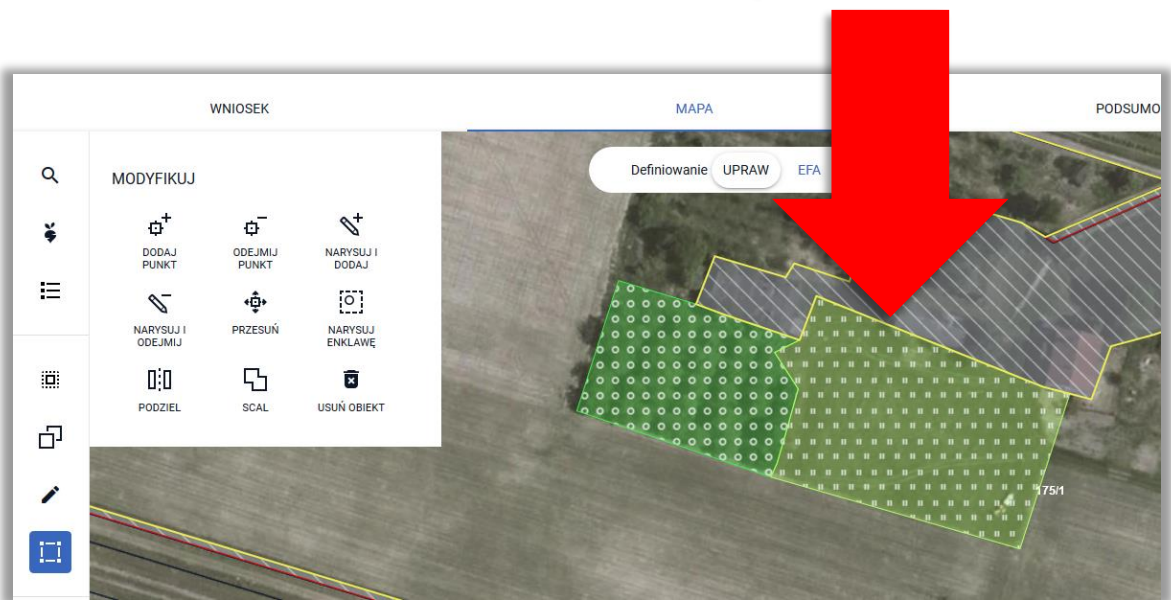 WNIOSEK
MAPA
PODSUMO
MODYFIKUJ
Definiowanie UPRAW EFA
DODAJ
PUNKT
ODEJMIJ
PUNKT
NARYSUJ I
DODAJ
NARYSUJ I
ODEJMIJ
PRZESUŃ
NARYSUJ
ENKLAWĘ
PODZIEL
SCAL
USUŃ OBIEKT
175/1